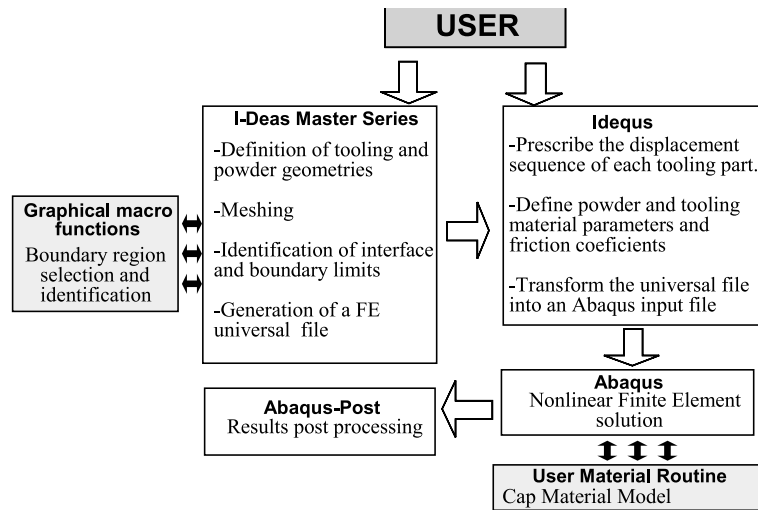 USER
I-Deas Master Series
-Definition of tooling and
powder geometries
-Meshing
-Identification of interface
and boundary limits
-Generation of a FE
universal file
Graphical macro
functions
Boundary region
selection and
identification
Idequs
-Prescribe the displacement
sequence of each tooling part.
-Define powder and tooling
material parameters and
friction coeficients
-Transform the universal file
into an Abaqus input file
Abaqus
Nonlinear Finite Element
solution
Abaqus-Post
Results post processing
User Material Routine
Cap Material Model